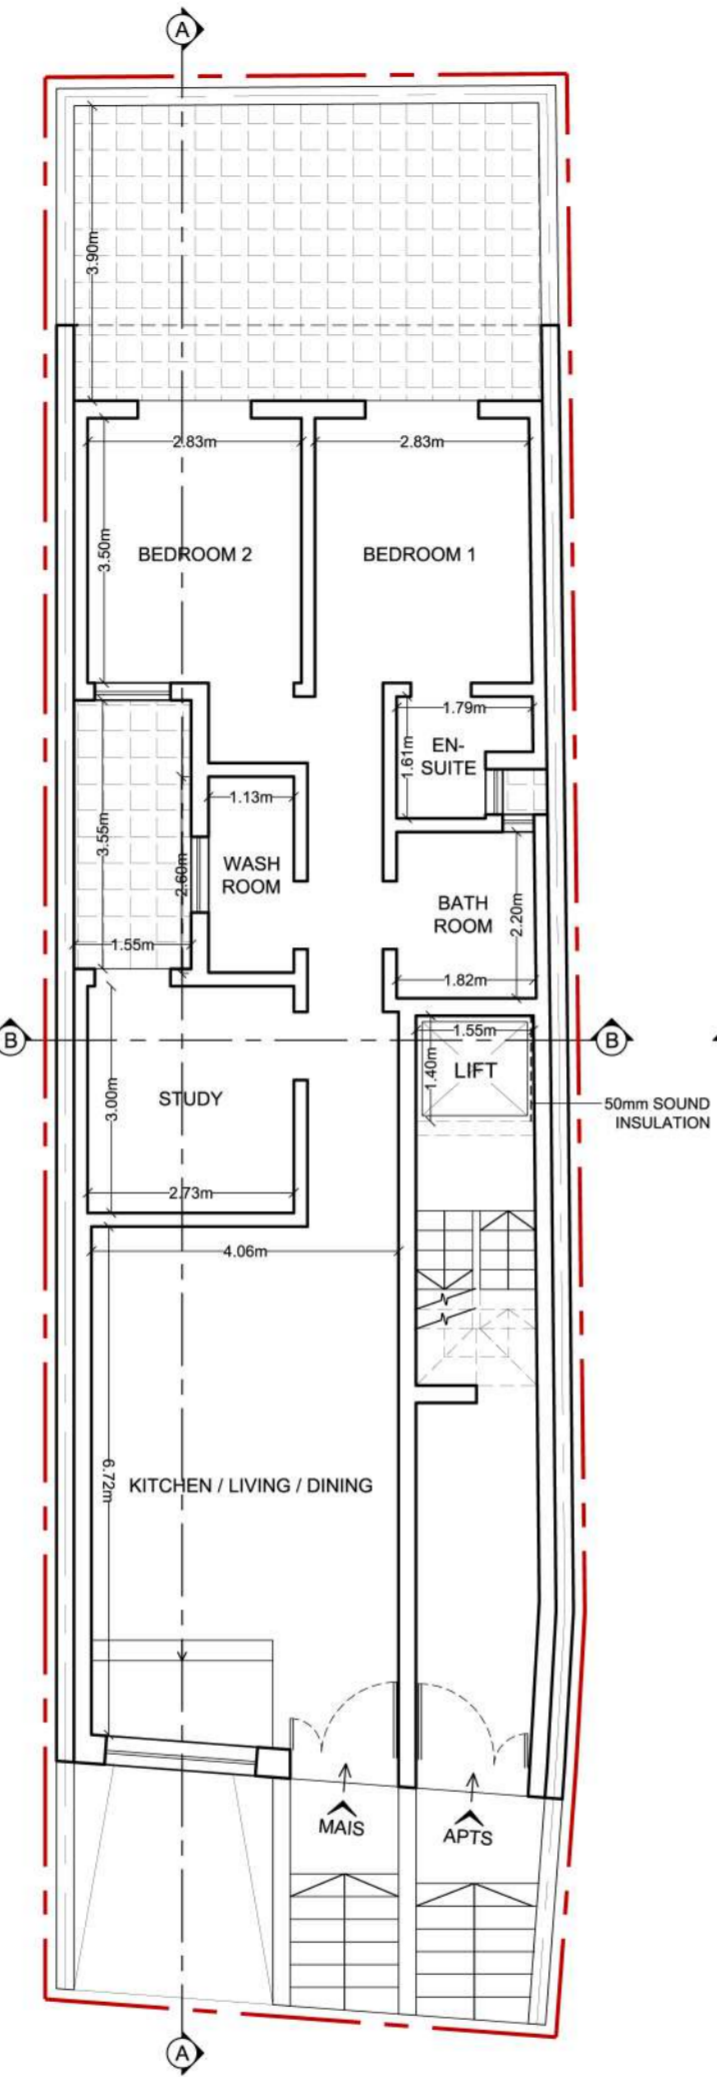 A
3.90m
2.83m
2.83m
3.50m
BEDROOM 2
BEDROOM 1
1.79m
EN-
SUITE
1.61m
1.13m
3.55m
2.60m
WASH
ROOM
BATH
ROOM
2.20m
1.55m
1.82m
B
1.55m
B
1.40m
LIFT
STUDY
3.00m
50mm SOUND
INSULATION
2.73m
4.06m
6.72m
KITCHEN / LIVING / DINING
MAIS
APTS
A